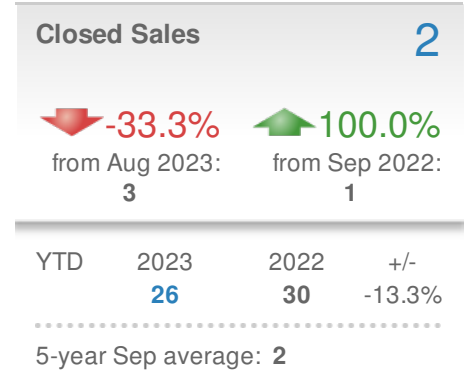 Closed Sales 2
-33.3% 100.0%
from Aug 2023: from Sep 2022:
3 1
YTD 2023 2022 +/-
26 30 -13.3%
5-year Sep average: 2